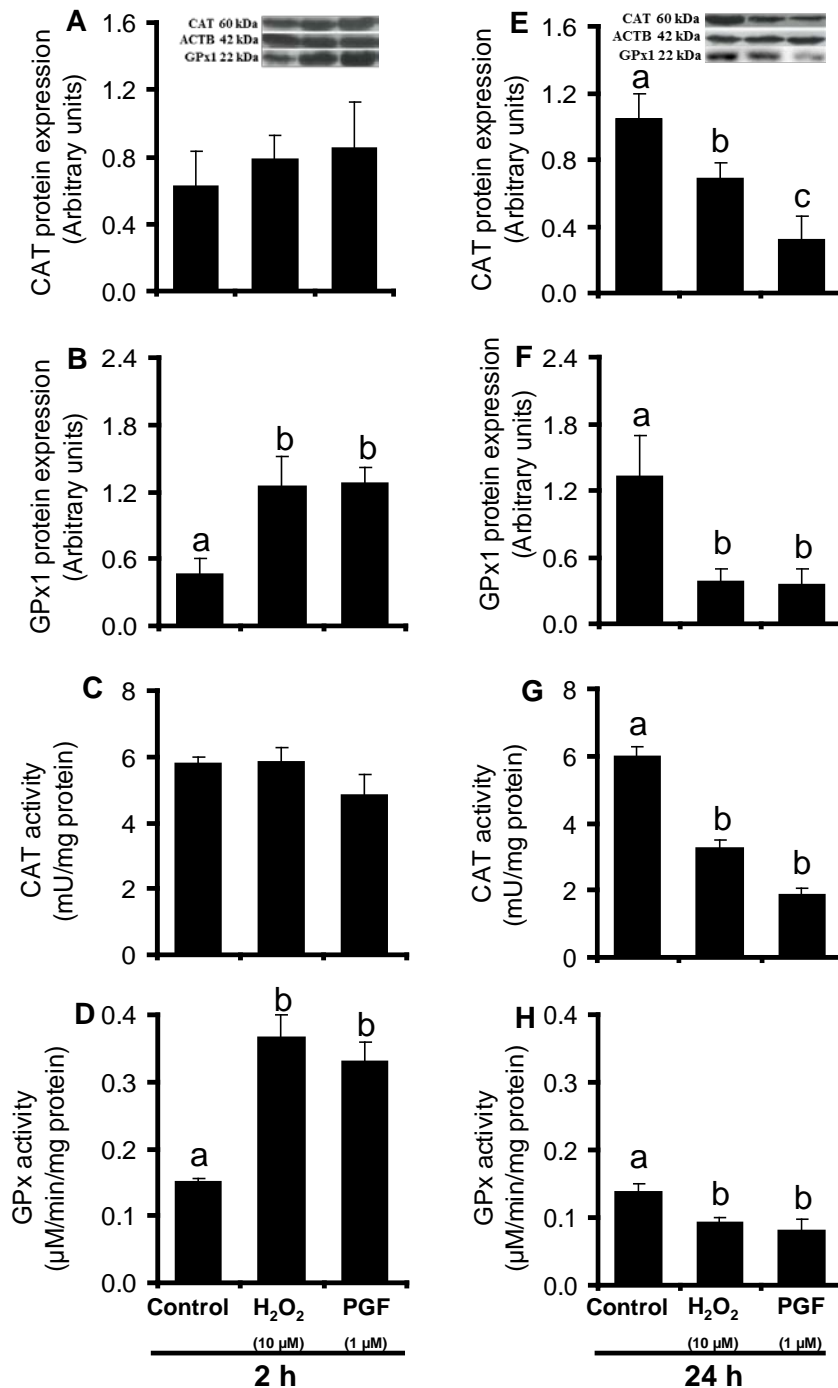 A
CAT 60 kDa
ACTB 42 kDa
GPx1 22 kDa
CAT protein expression
(Arbitrary units)
1.6
1.2
0.8
0.4
0.0
B
GPx1 protein expression
(Arbitrary units)
2.4
1.8
1.2
0.6
0.0
a
b
b
C
CAT activity
(mU/mg protein)
8
6
4
2
0
D
GPx activity
(µM/min/mg protein)
0.4
0.3
0.2
0.1
0.0
a
b
b
Control H₂O₂ PGF
(10 µM) (1 µM)
2 h
E
CAT 60 kDa
ACTB 42 kDa
GPx1 22 kDa
CAT protein expression
(Arbitrary units)
1.6
1.2
0.8
0.4
0.0
a
b
c
F
GPx1 protein expression
(Arbitrary units)
2.4
1.8
1.2
0.6
0.0
a
b
b
G
CAT activity
(mU/mg protein)
8
6
4
2
0
a
b
b
H
GPx activity
(µM/min/mg protein)
0.4
0.3
0.2
0.1
0.0
a
b
b
Control H₂O₂ PGF
(10 µM) (1 µM)
24 h